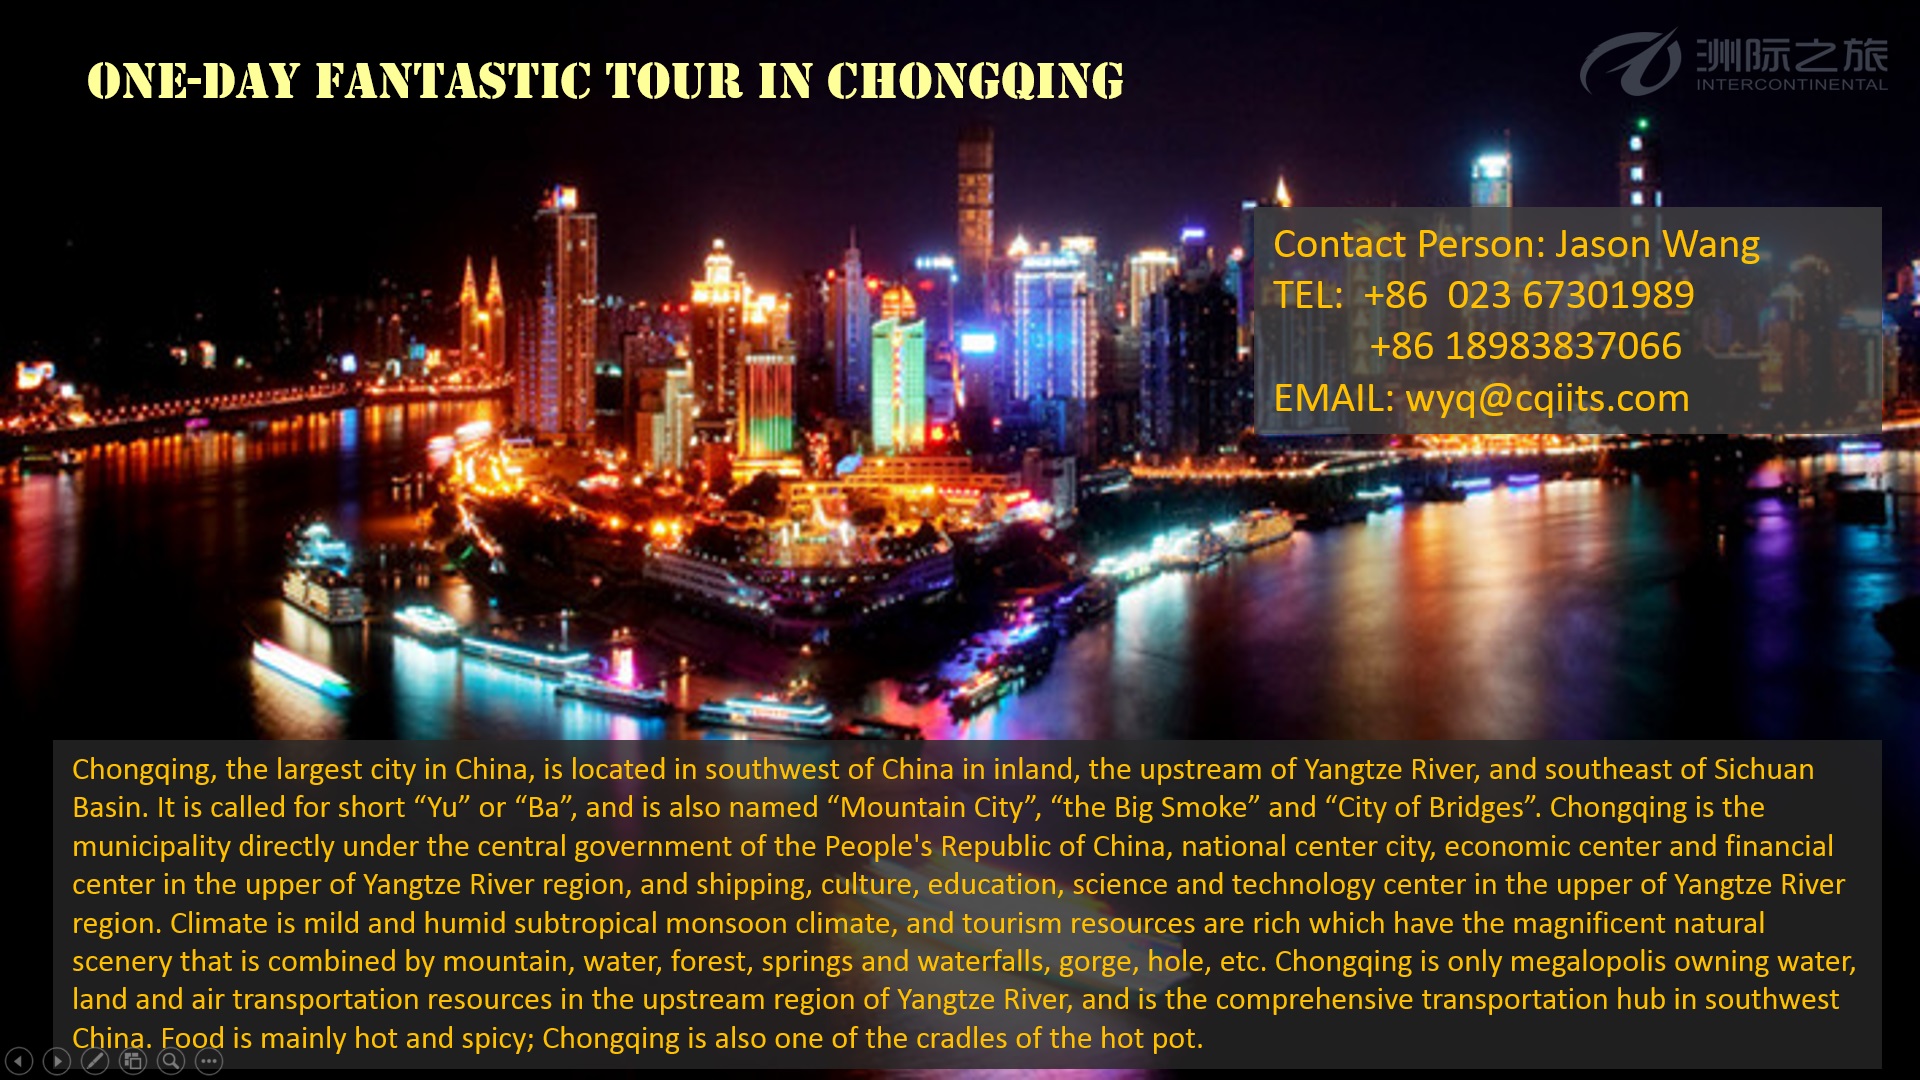 ONE-DAY FANTASTIC TOUR IN CHONGQING
洲际之旅
INTERCONTINENTAL
Contact Person: Jason Wang
TEL:  +86  023 67301989
+86 18983837066
EMAIL: wyq@cqiits.com
Chongqing, the largest city in China, is located in southwest of China in inland, the upstream of Yangtze River, and southeast of Sichuan
Basin. It is called for short “Yu” or “Ba”, and is also named “Mountain City”, “the Big Smoke” and “City of Bridges”. Chongqing is the
municipality directly under the central government of the People's Republic of China, national center city, economic center and financial
center in the upper of Yangtze River region, and shipping, culture, education, science and technology center in the upper of Yangtze River
region. Climate is mild and humid subtropical monsoon climate, and tourism resources are rich which have the magnificent natural
scenery that is combined by mountain, water, forest, springs and waterfalls, gorge, hole, etc. Chongqing is only megalopolis owning water,
land and air transportation resources in the upstream region of Yangtze River, and is the comprehensive transportation hub in southwest
China. Food is mainly hot and spicy; Chongqing is also one of the cradles of the hot pot.